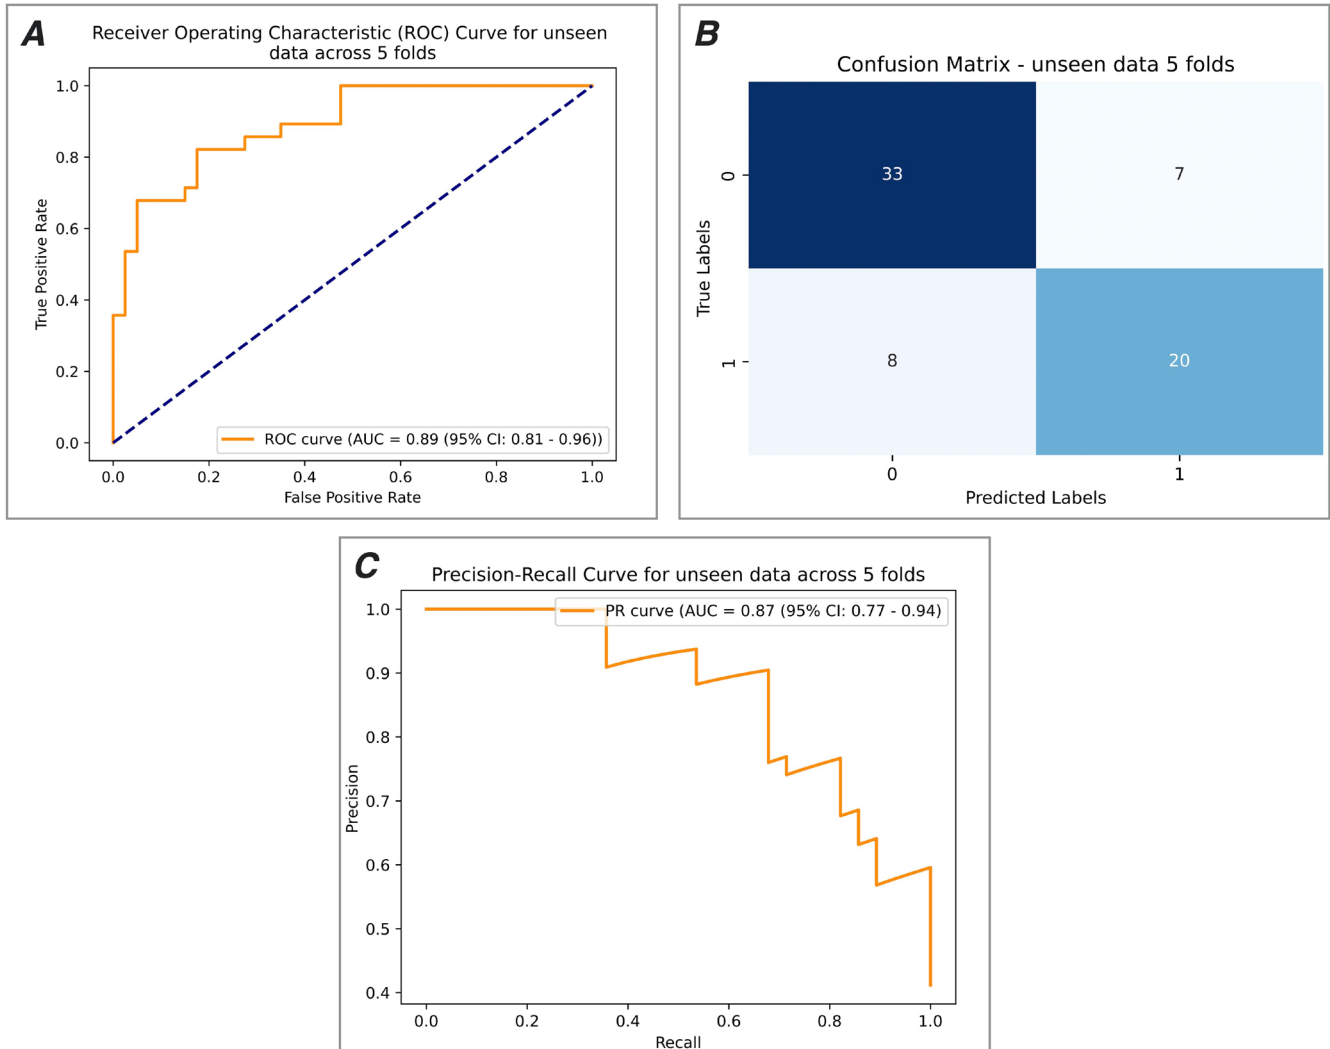 A
Receiver Operating Characteristic (ROC) Curve for unseen
data across 5 folds
True Positive Rate
1.0
0.8
0.6
0.4
0.2
0.0
ROC curve (AUC = 0.89 (95% CI: 0.81 - 0.96))
0.0 0.2 0.4 0.6 0.8 1.0
False Positive Rate
B
Confusion Matrix - unseen data 5 folds
True Labels
0
33 7
1
8 20
0 1
Predicted Labels
C
Precision-Recall Curve for unseen data across 5 folds
PR curve (AUC = 0.87 (95% CI: 0.77 - 0.94)
Precision
1.0
0.9
0.8
0.7
0.6
0.5
0.4
0.0 0.2 0.4 0.6 0.8 1.0
Recall